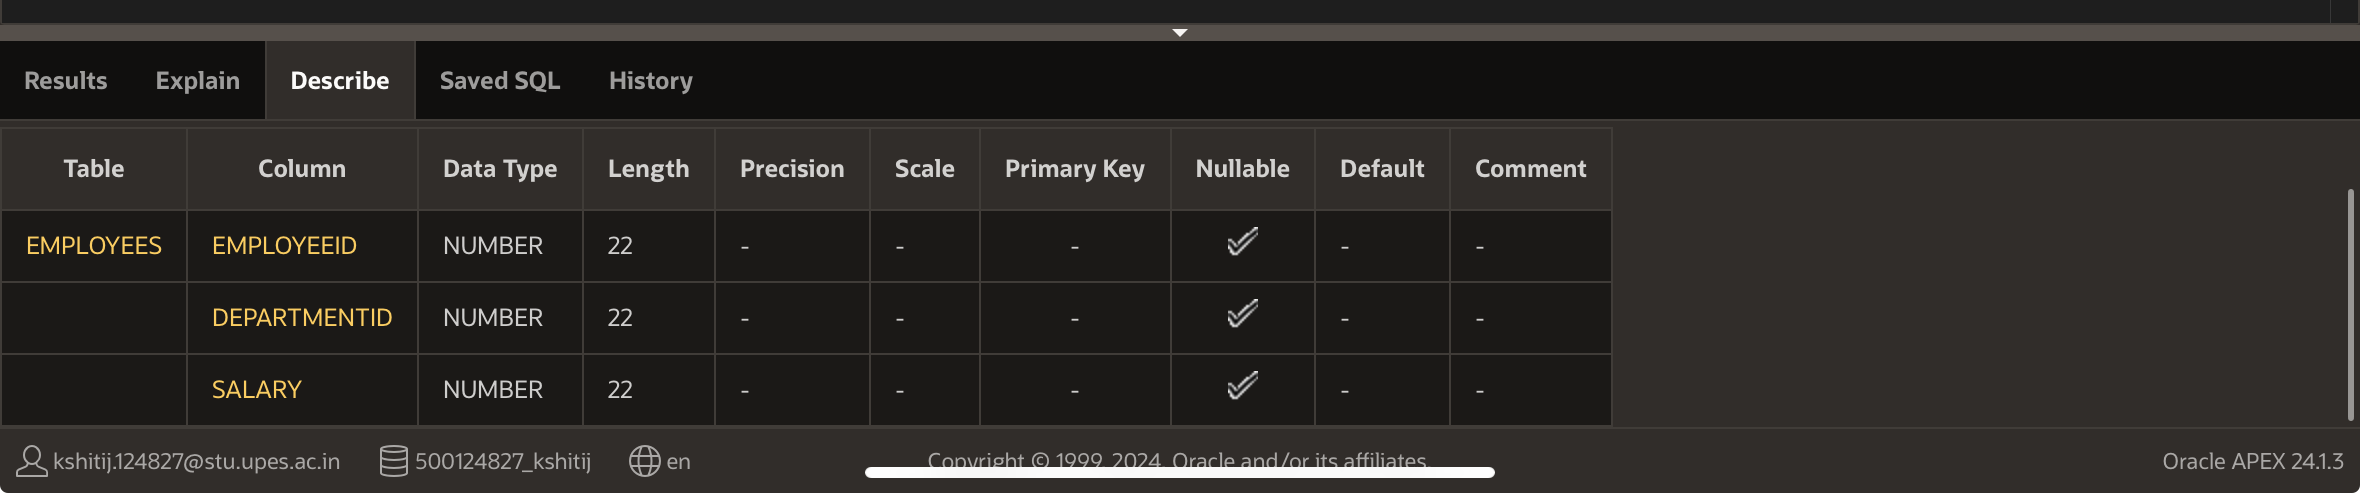 Results Explain Describe Saved SQL History
Table Column Data Type Length Precision Scale Primary Key Nullable Default Comment
EMPLOYEES EMPLOYEEID NUMBER 22 - - - - -
DEPARTMENTID NUMBER 22 - - - - -
SALARY NUMBER 22 - - - - -
kshitij.124827@stu.upes.ac.in 500124827_kshitij en Copyright © 1999, 2024, Oracle and/or its affiliates. Oracle APEX 24.1.3